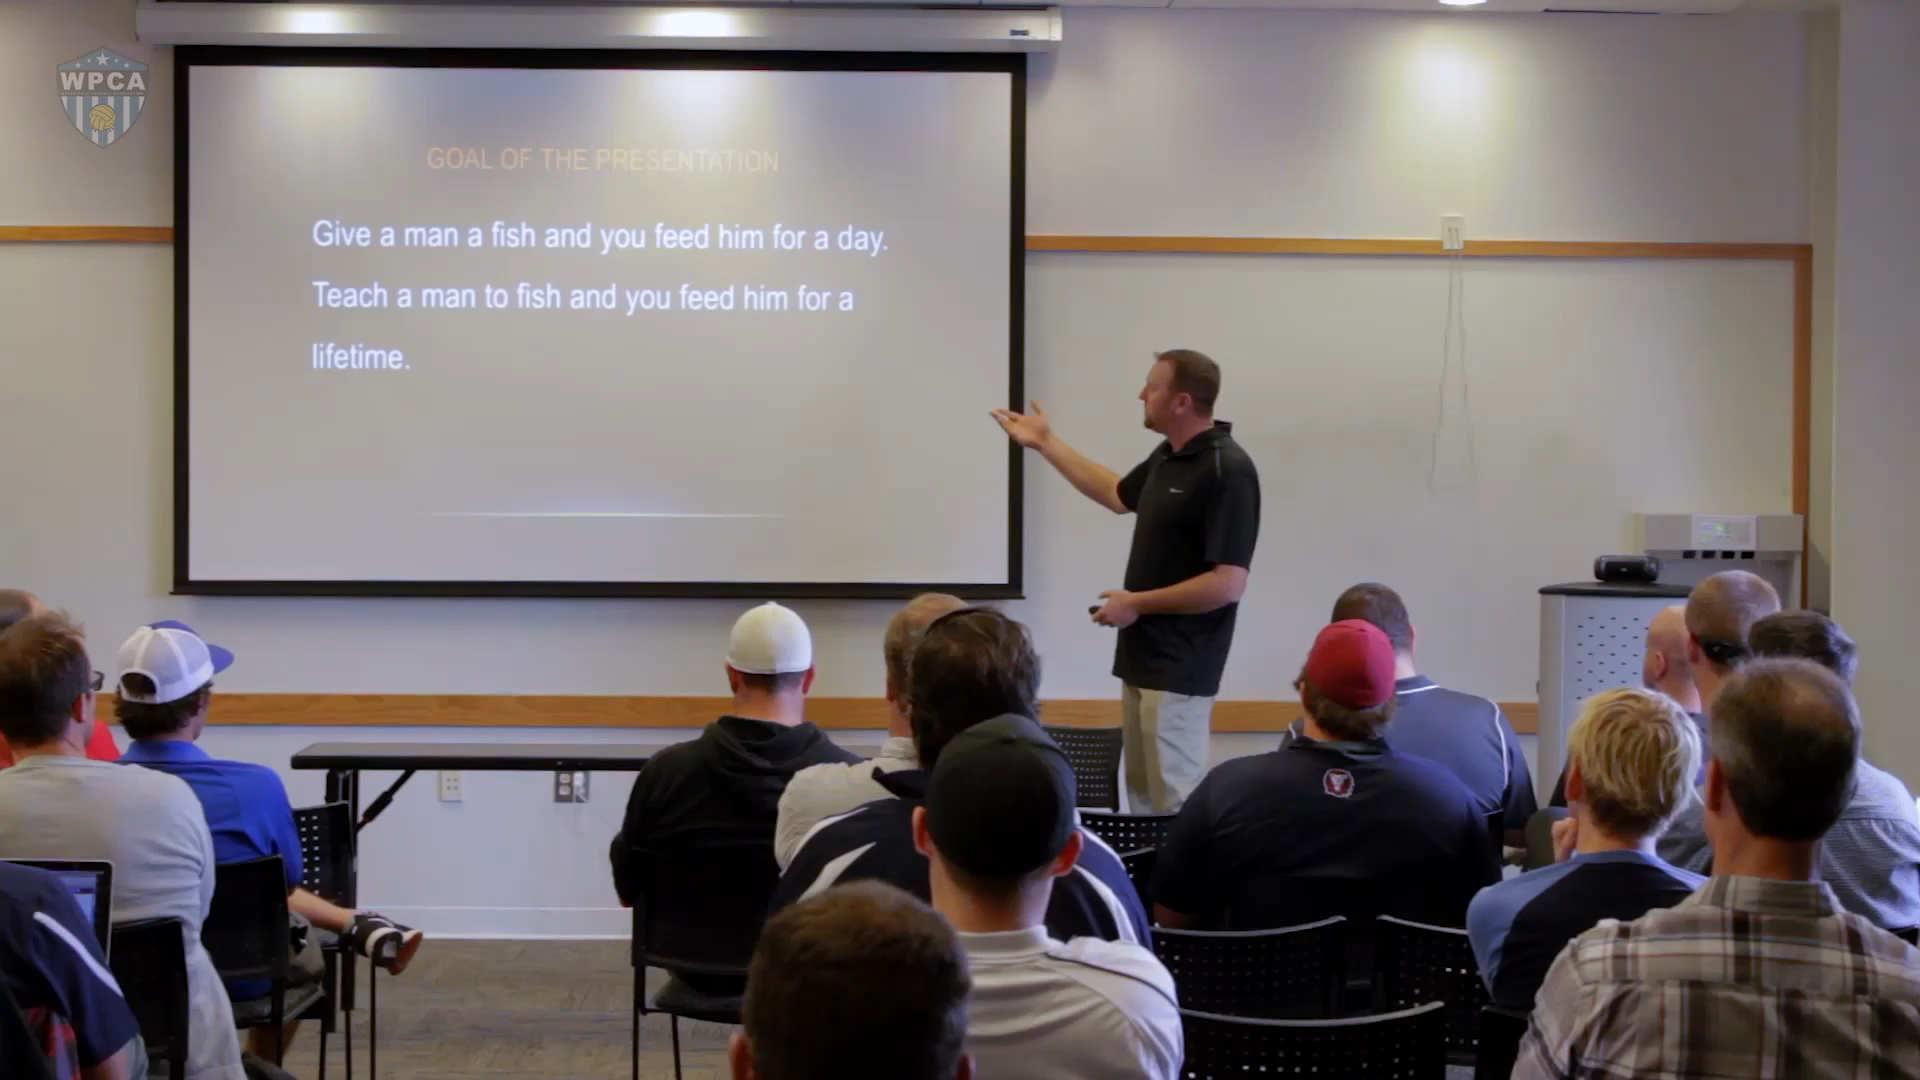 WPCA
GOAL OF THE PRESENTATION
Give a man a fish and you feed him for a day.
Teach a man to fish and you feed him for a
lifetime.